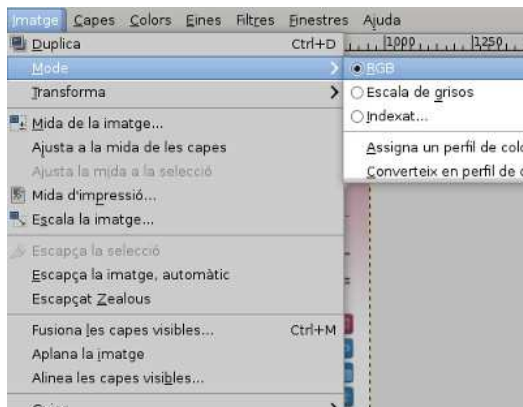 Imatge Capes Colors Eines Filtres Finestres Ajuda
Duplica Ctrl+D
1000 1250
Mode
RGB
Transforma
Escala de grisos
Indexat...
Mida de la imatge...
Ajusta a la mida de les capes
Assigna un perfil de
Ajusta la mida a la selecció
Converteix en perfil de
Mida d'impressió...
Escala la imatge...
Escapça la selecció
Escapça la imatge, automàtic
Escapçat Zealous
Fusiona les capes visibles... Ctrl+M
Aplana la imatge
Alinea les capes visibles...